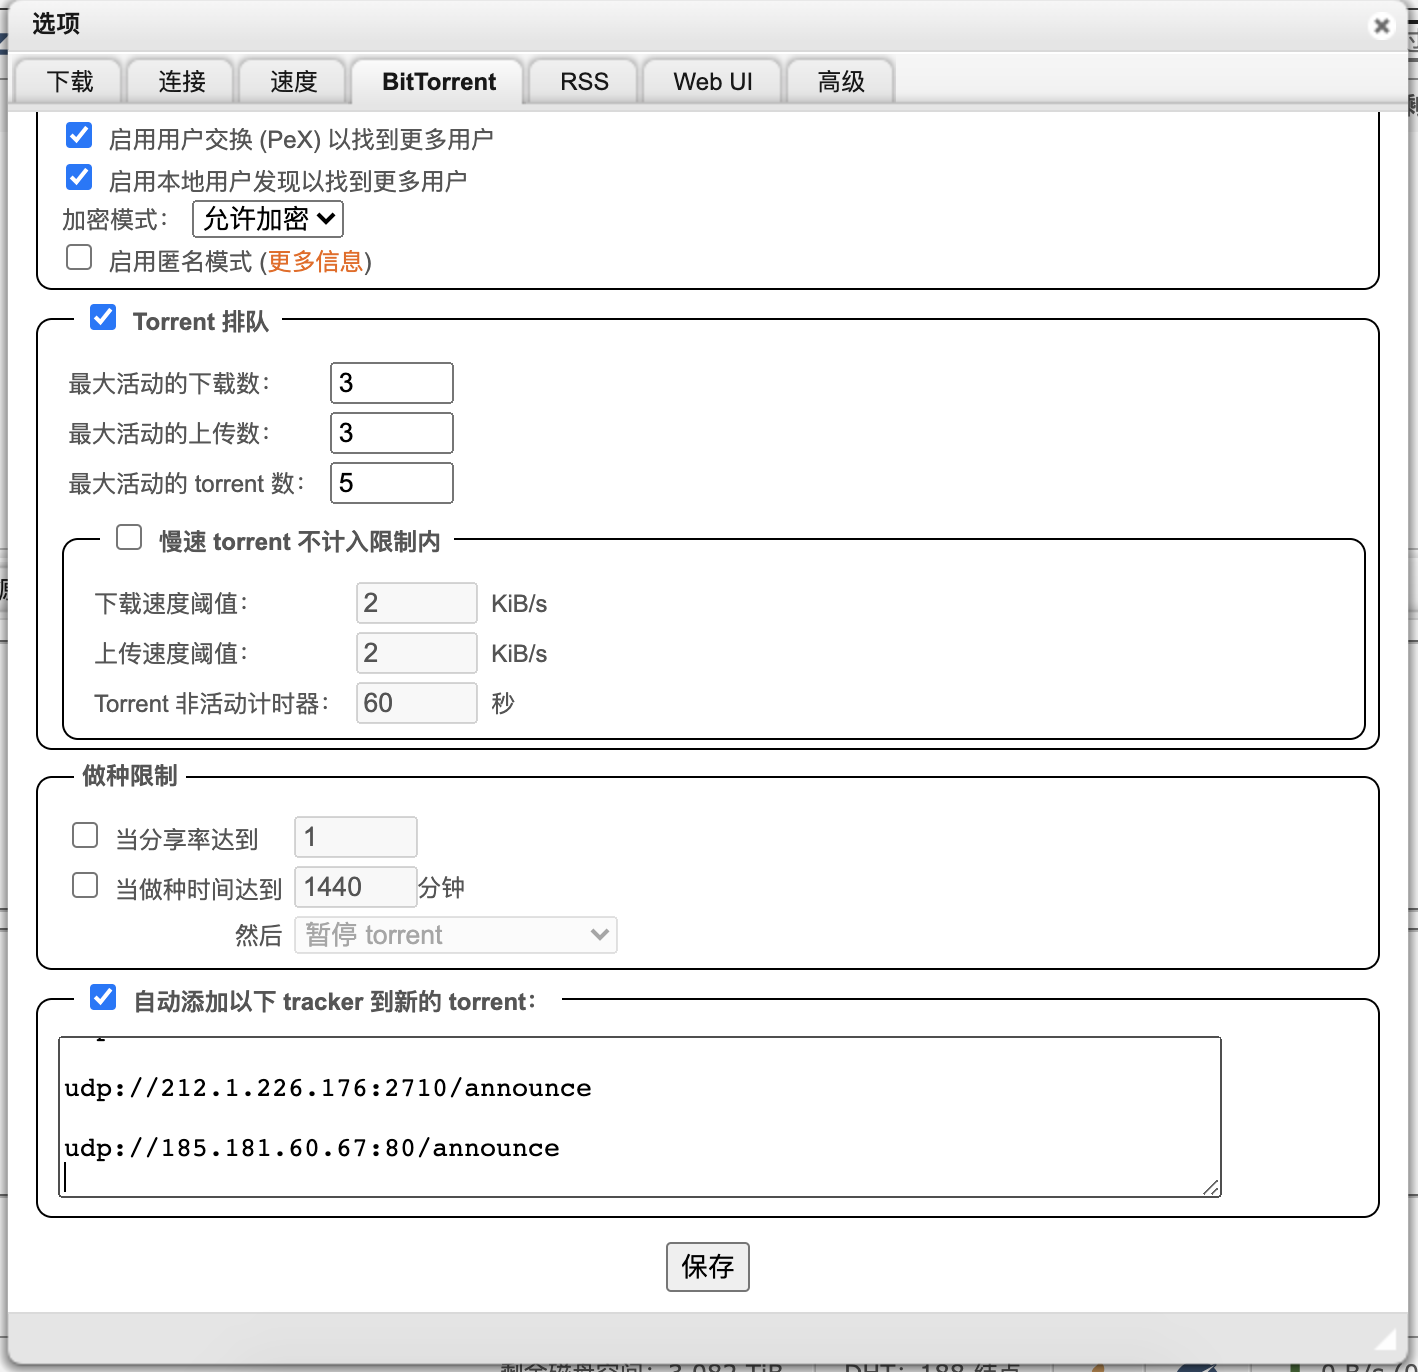 选项
下载 连接 速度 BitTorrent RSS Web UI 高级
启用用户交换 (PeX) 以找到更多用户
启用本地用户发现以找到更多用户
加密模式： 允许加密
启用匿名模式 (更多信息)
Torrent 排队
最大活动的下载数： 3
最大活动的上传数： 3
最大活动的 torrent 数： 5
慢速 torrent 不计入限制内
下载速度阈值： 2 KiB/s
上传速度阈值： 2 KiB/s
Torrent 非活动计时器： 60 秒
做种限制
当分享率达到 1
当做种时间达到 1440 分钟
然后 暂停 torrent
自动添加以下 tracker 到新的 torrent：
udp://212.1.226.176:2710/announce
udp://185.181.60.67:80/announce
保存